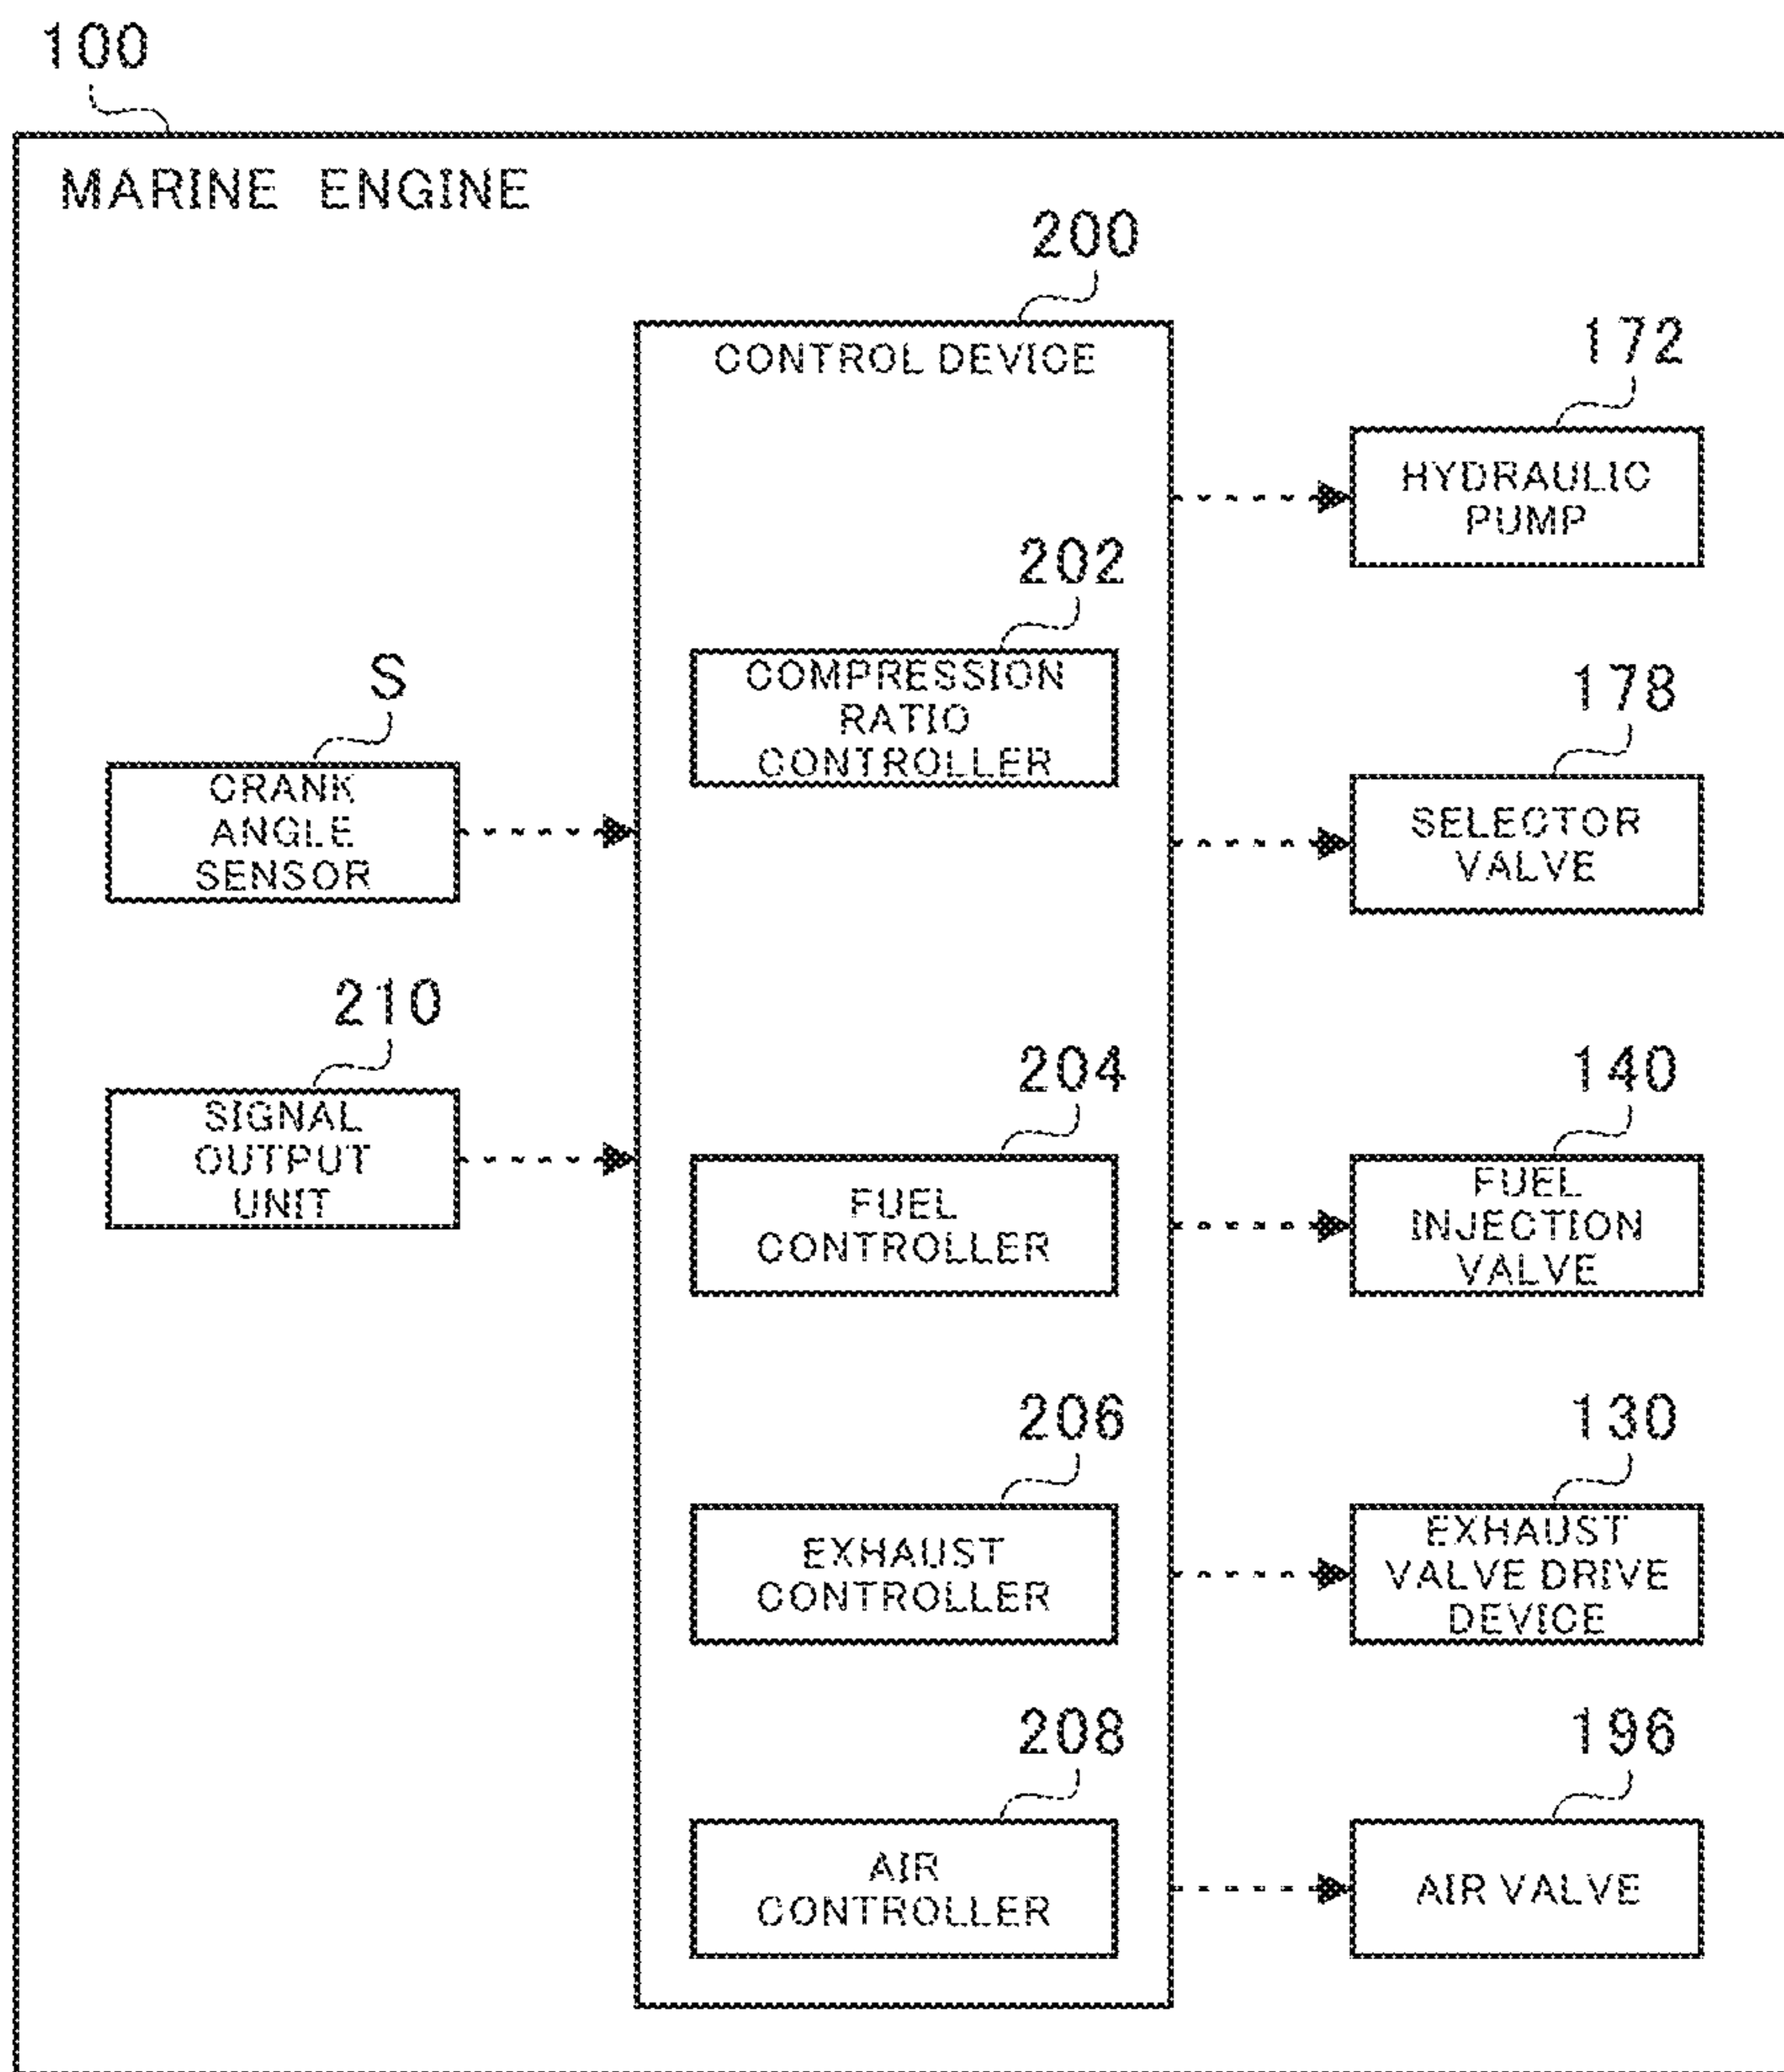 100
MARINE ENGINE
200
CONTROL DEVICE
172
HYDRAULIC
PUMP
202
COMPRESSION
RATIO
CONTROLLER
S
CRANK
ANGLE
SENSOR
178
SELECTOR
VALVE
210
SIGNAL
OUTPUT
UNIT
204
FUEL
CONTROLLER
140
FUEL
INJECTION
VALVE
206
EXHAUST
CONTROLLER
130
EXHAUST
VALVE DRIVE
DEVICE
208
AIR
CONTROLLER
196
AIR VALVE